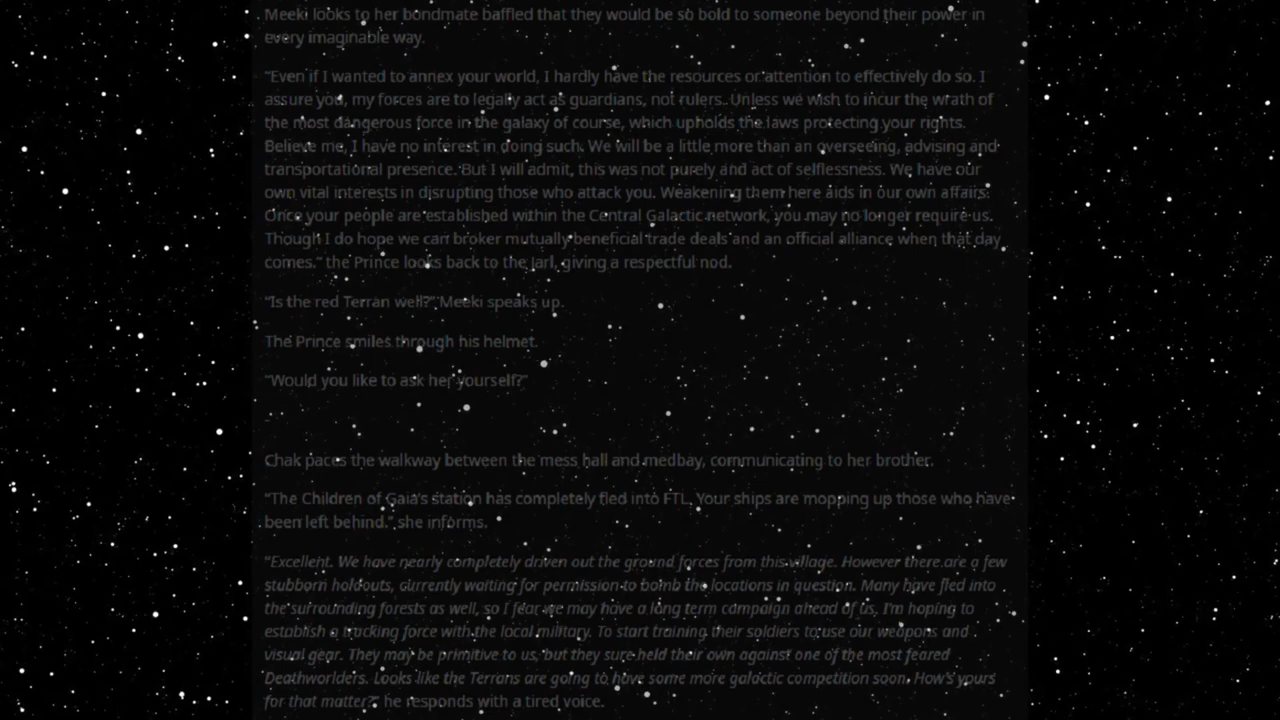 Meeki looks to her bondmate baffled that they would be so bold to someone beyond their power in
every imaginable way.
"Even if I wanted to annex your world, I hardly have the resources or attention to effectively do so. I
assure you, my forces are to legally act as guardians, not rulers. Unless we wish to incur the wrath of
the most dangerous force in the galaxy of course, which upholds the laws protecting your rights.
Believe me, I have no interest in doing such. We will be a little more than an overseeing, advising and
transportational presence. But I will admit, this was not purely and act of selflessness. We have our
own vital interests in disrupting those who attack you. Weakening them here aids in our own affairs.
Once your people are established within the Central Galactic network, you may no longer require us.
Though I do hope we can broker mutually beneficial trade deals and an official alliance when that day
comes." the Prince looks back to the Jarl, giving a respectful nod.
"Is the red Terran well?" Meeki speaks up.
The Prince smiles through his helmet.
"Would you like to ask her yourself?"
Chak paces the walkway between the mess hall and medbay, communicating to her brother.
"The Children of Gaia's station has completely fled into FTL. Your ships are mopping up those who have
been left behind." she informs.
"Excellent. We have nearly completely driven out the ground forces from this village. However there are a few
stubborn holdouts, currently waiting for permission to bomb the locations in question. Many have fled into
the surrounding forests as well, so I fear we may have a long term campaign ahead of us. I'm hoping to
establish a tracking force with the local military. To start training their soldiers to use our weapons and
visual gear. They may be primitive to us, but they sure held their own against one of the most feared
Deathworlders. Looks like the Terrans are going to have some more galactic competition soon. How's yours
for that matter?" he responds with a tired voice.